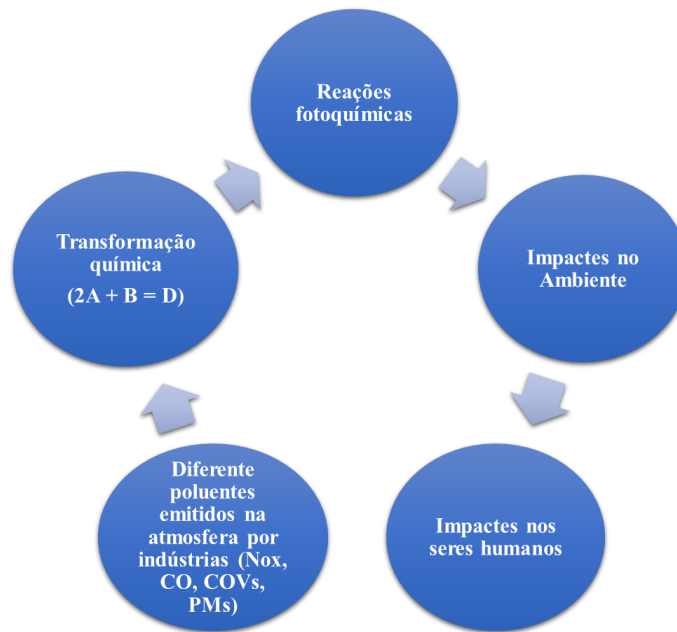 Reações
fotoquímicas
Transformação
química
(2A + B = D)
Impactes no
Ambiente
Diferente
poluentes
emitidos na
atmosfera por
indústrias (Nox,
CO, COVs,
PMs)
Impactes nos
seres humanos